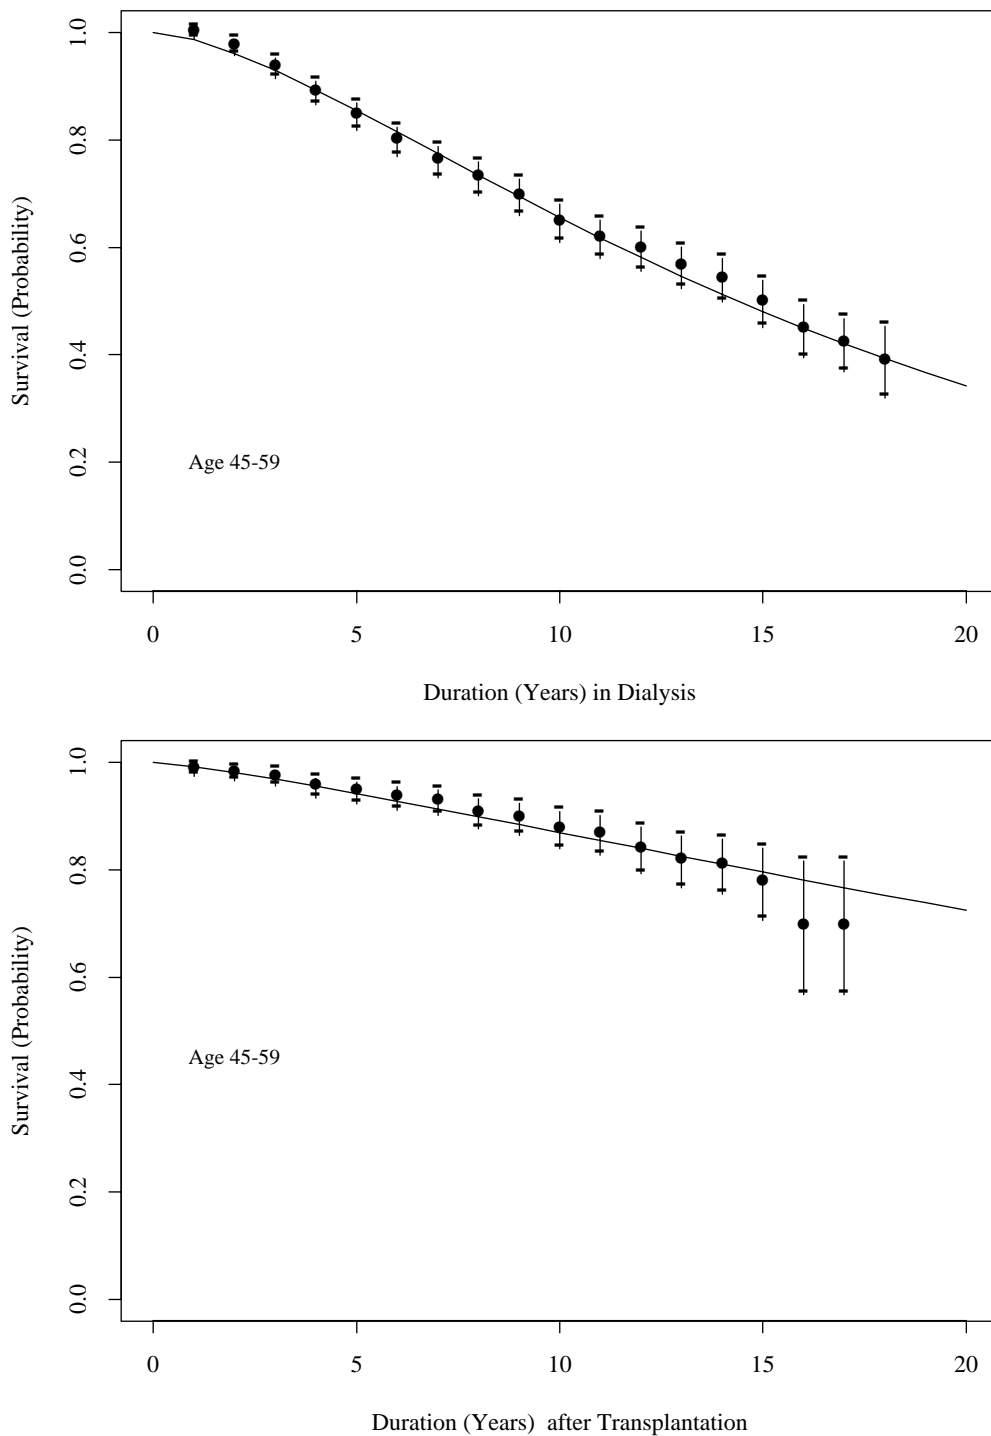 1.0
0.8
0.6
0.4
0.2
0.0
Survival (Probability)
Age 45-59
0 5 10 15 20
Duration (Years) in Dialysis
1.0
0.8
0.6
0.4
0.2
0.0
Survival (Probability)
Age 45-59
0 5 10 15 20
Duration (Years) after Transplantation